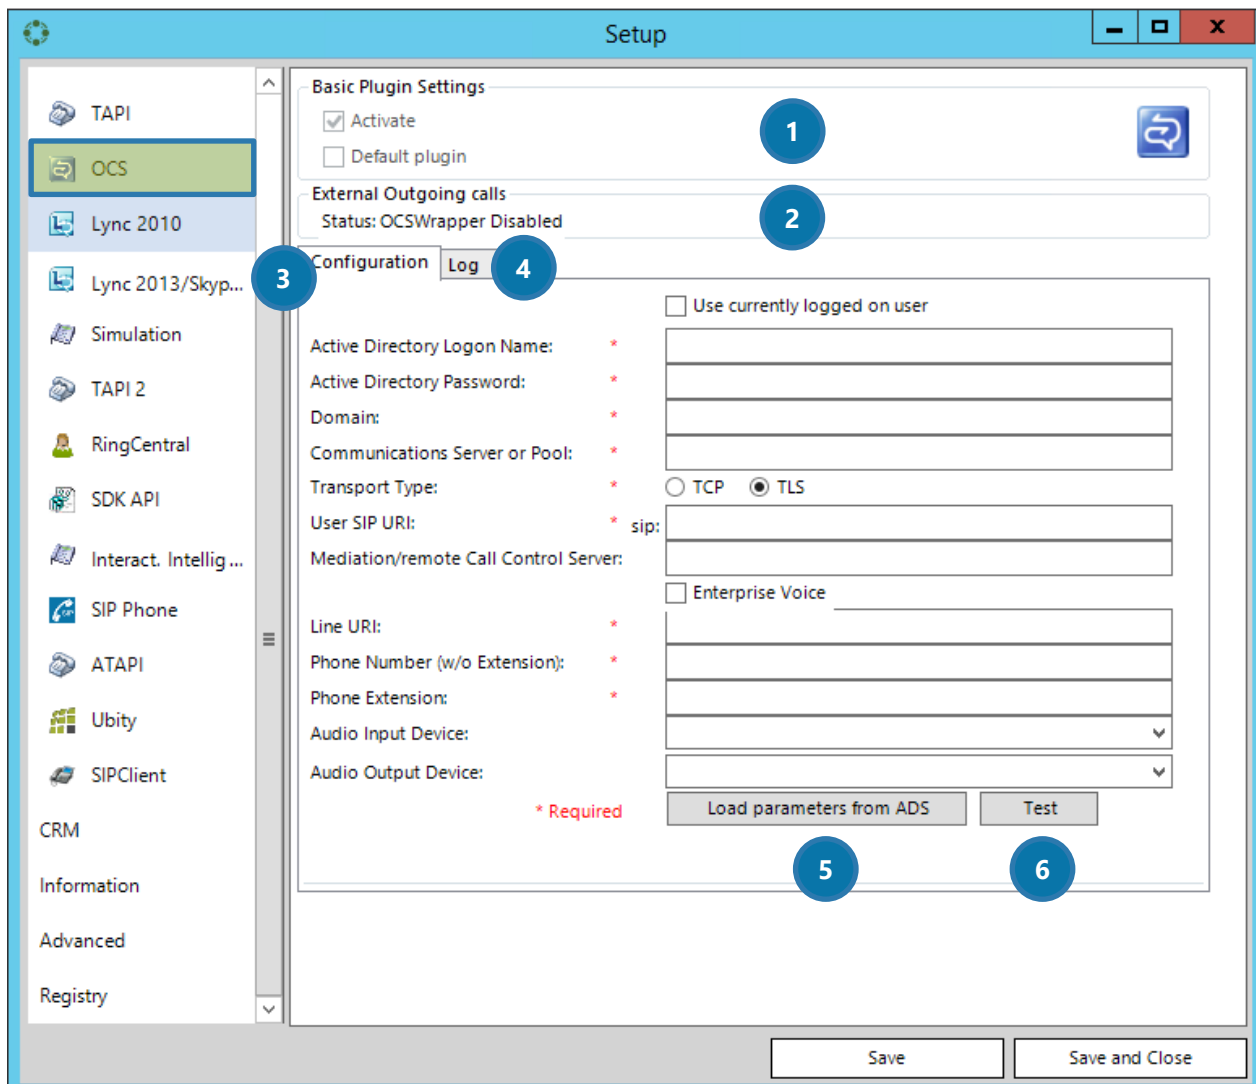 Setup
TAPI
OCS
Lync 2010
Lync 2013/Skyp...
Simulation
TAPI 2
RingCentral
SDK API
Interact. Intellig ...
SIP Phone
ATAPI
Ubity
SIPClient
CRM
Information
Advanced
Registry
Basic Plugin Settings
Activate
Default plugin
1
External Outgoing calls
Status: OCSWrapper Disabled
2
3
Configuration
Log
4
Use currently logged on user
Active Directory Logon Name: *
Active Directory Password: *
Domain: *
Communications Server or Pool: *
Transport Type: * TCP TLS
User SIP URI: * sip:
Mediation/remote Call Control Server:
Enterprise Voice
Line URI: *
Phone Number (w/o Extension): *
Phone Extension: *
Audio Input Device:
Audio Output Device:
* Required
Load parameters from ADS
Test
5
6
Save
Save and Close